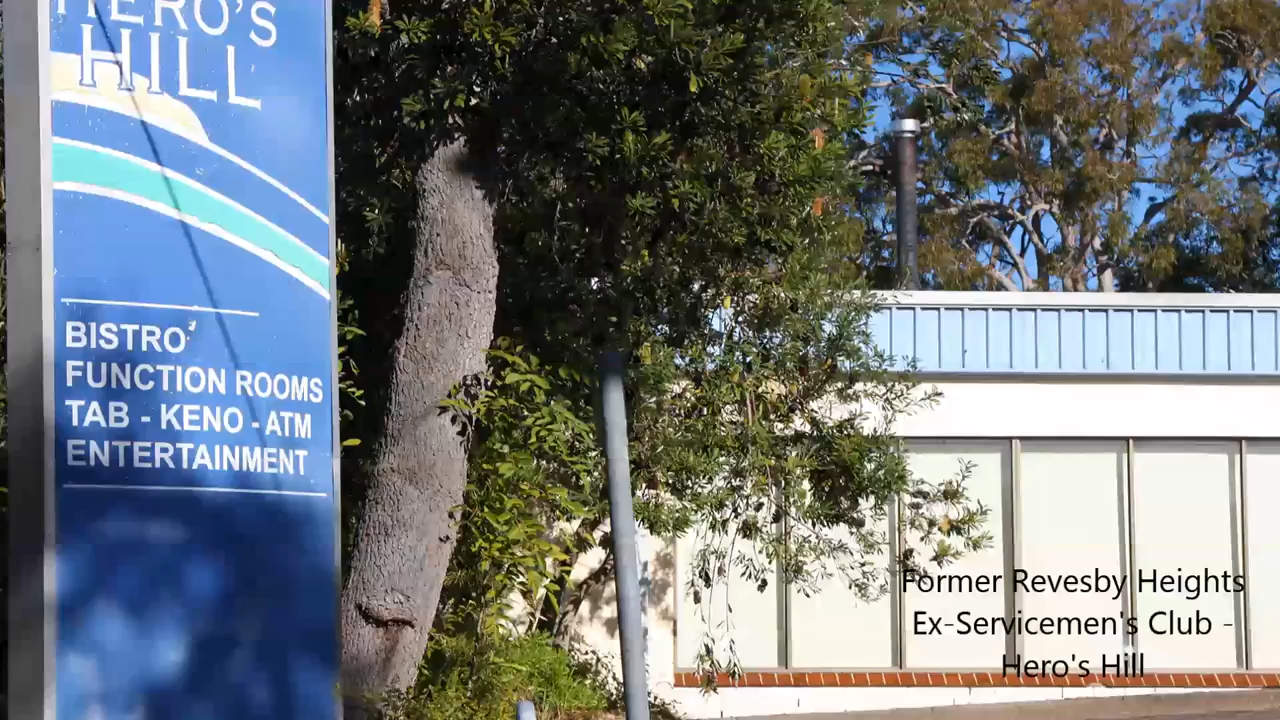 HERO'S
HILL
BISTRO
FUNCTION ROOMS
TAB - KENO - ATM
ENTERTAINMENT
Former Revesby Heights
Ex-Servicemen's Club -
Hero's Hill